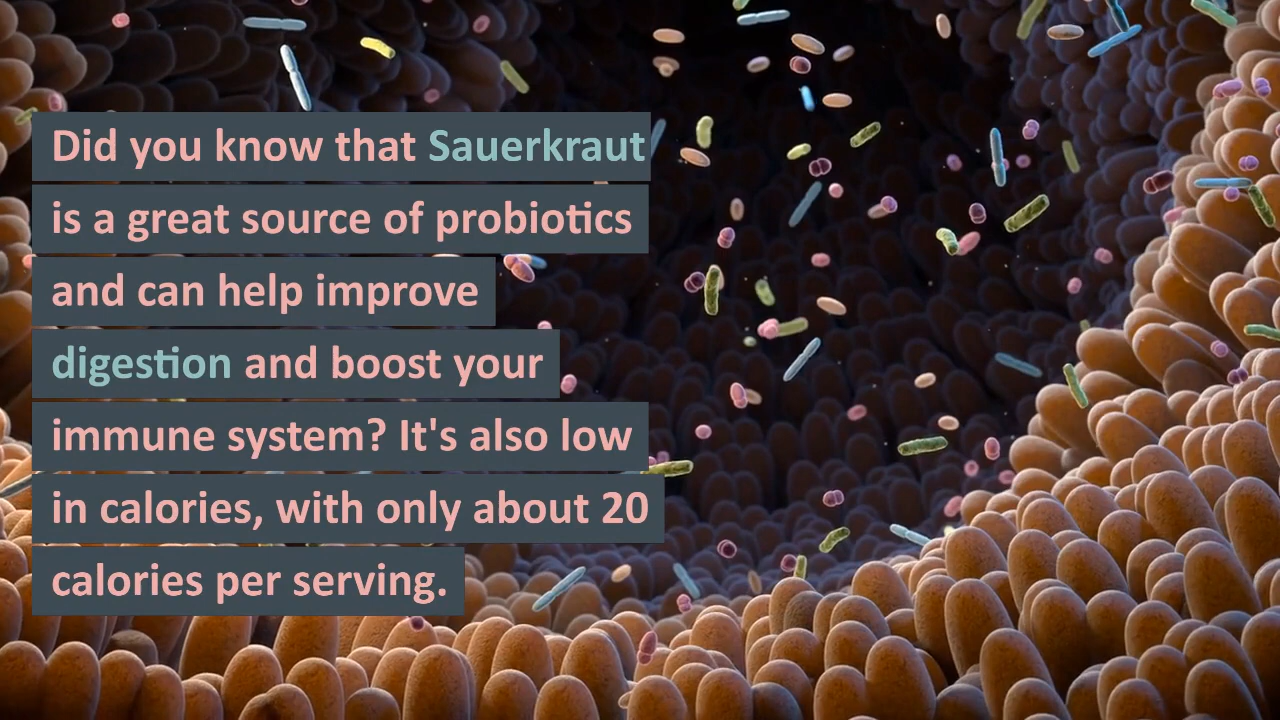 Did you know that Sauerkraut
is a great source of probiotics
and can help improve
digestion and boost your
immune system? It's also low
in calories, with only about 20
calories per serving.